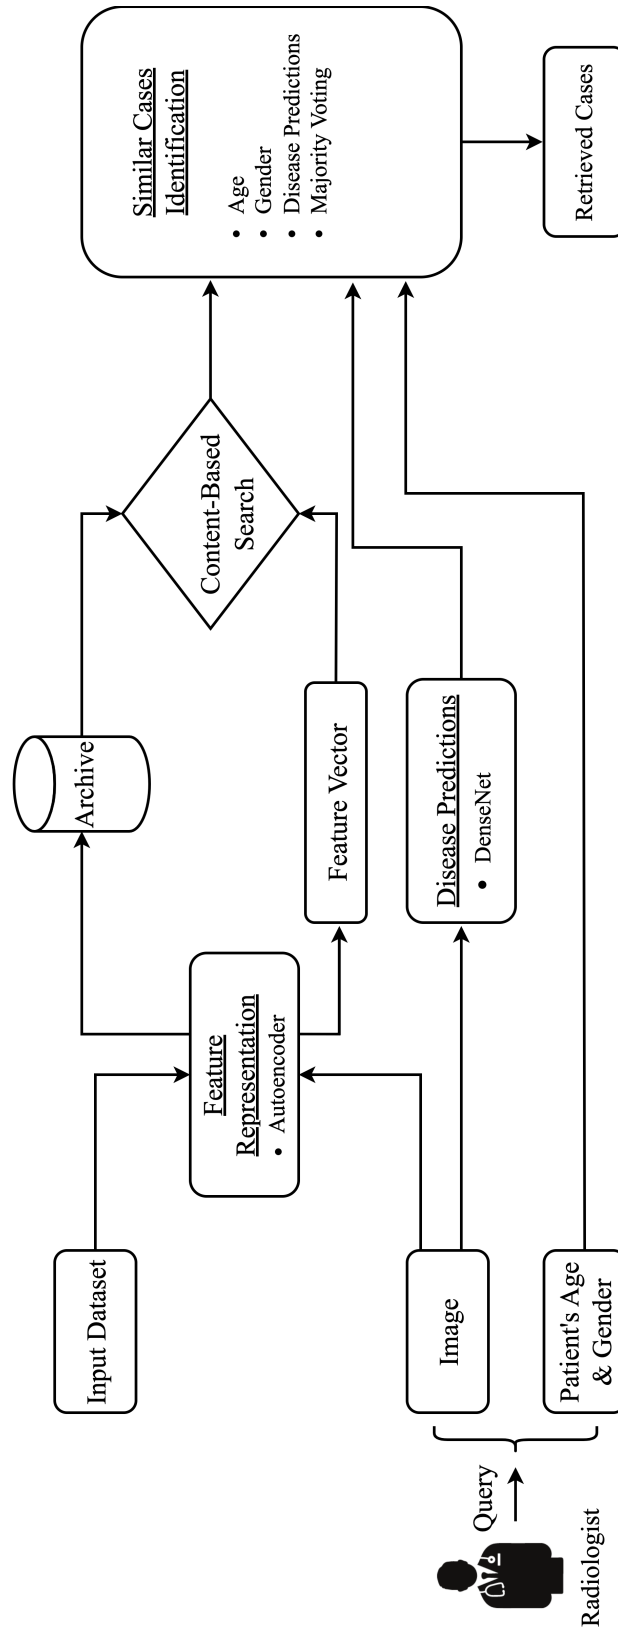 Radiologist
Query
Input Dataset
Image
Patient's Age
& Gender
Feature
Representation
• Autoencoder
Archive
Feature Vector
Disease Predictions
• DenseNet
Content-Based
Search
Similar Cases
Identification
• Age
• Gender
• Disease Predictions
• Majority Voting
Retrieved Cases